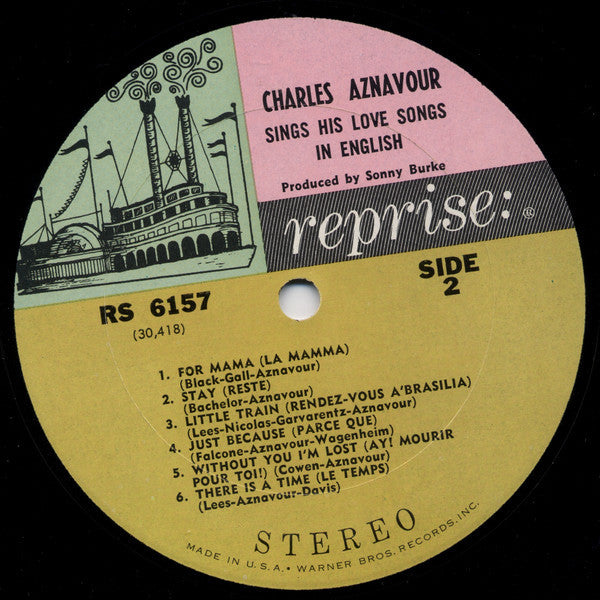 CHARLES AZNAVOUR
SINGS HIS LOVE SONGS
IN ENGLISH
Produced by Sonny Burke
reprise: ®
SIDE
2
RS 6157
(30,418)
1. FOR MAMA (LA MAMMA)
(Black-Gall-Aznavour)
2. STAY (RESTE)
(Bachelor-Aznavour)
3. LITTLE TRAIN (RENDEZ-VOUS A'BRASILIA)
(Lees-Nicolas-Garvarentz-Aznavour)
4. JUST BECAUSE (PARCE QUE)
(Falcone-Aznavour-Wagenheim)
5. WITHOUT YOU I'M LOST (AY! MOURIR
POUR TOI!) (Cowen-Aznavour)
6. THERE IS A TIME (LE TEMPS)
(Lees-Aznavour-Davis)
STEREO
MADE IN U.S.A. • WARNER BROS. RECORDS, INC.